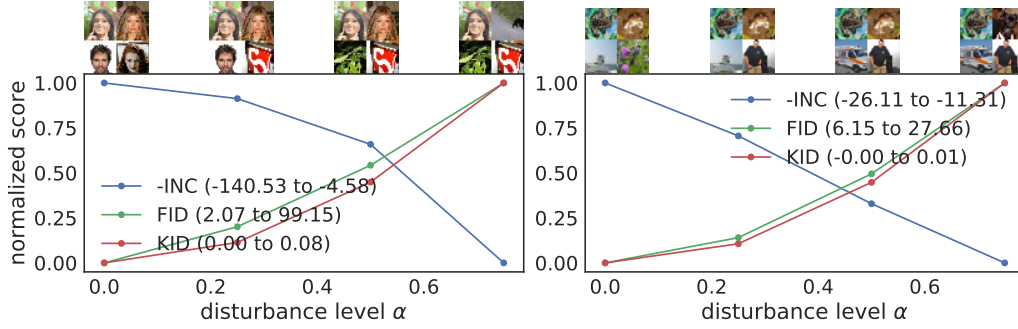 normalized score
1.00
0.75
0.50
0.25
0.00
-INC (-140.53 to -4.58)
FID (2.07 to 99.15)
KID (0.00 to 0.08)
0.0 0.2 0.4 0.6
disturbance level α
1.00
0.75
0.50
0.25
0.00
-INC (-26.11 to -11.31)
FID (6.15 to 27.66)
KID (-0.00 to 0.01)
0.0 0.2 0.4 0.6
disturbance level α